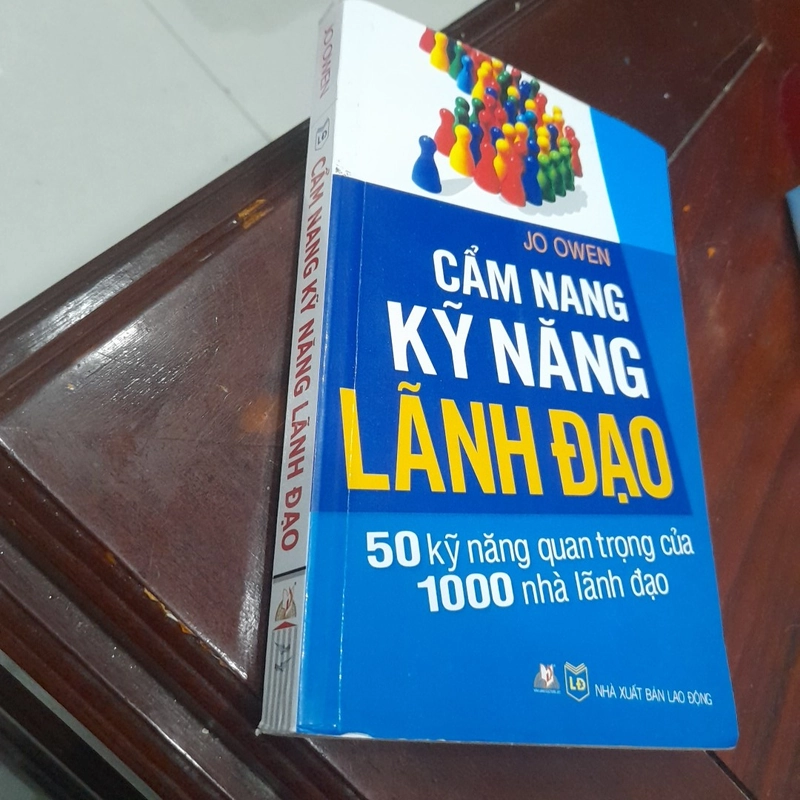 JO OWEN
CẨM NANG
KỸ NĂNG
LÃNH ĐẠO
50 kỹ năng quan trọng của
1000 nhà lãnh đạo
LĐ
NHÀ XUẤT BẢN LAO ĐỘNG
JO OWEN CẨM NANG KỸ NĂNG LÃNH ĐẠO